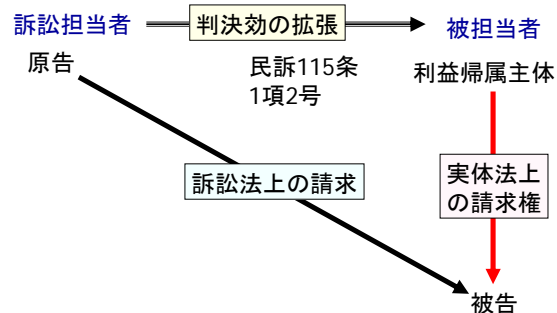 訴訟担当者
判決効の拡張
被担当者
原告
民訴115条
1項2号
利益帰属主体
訴訟法上の請求
実体法上
の請求権
被告